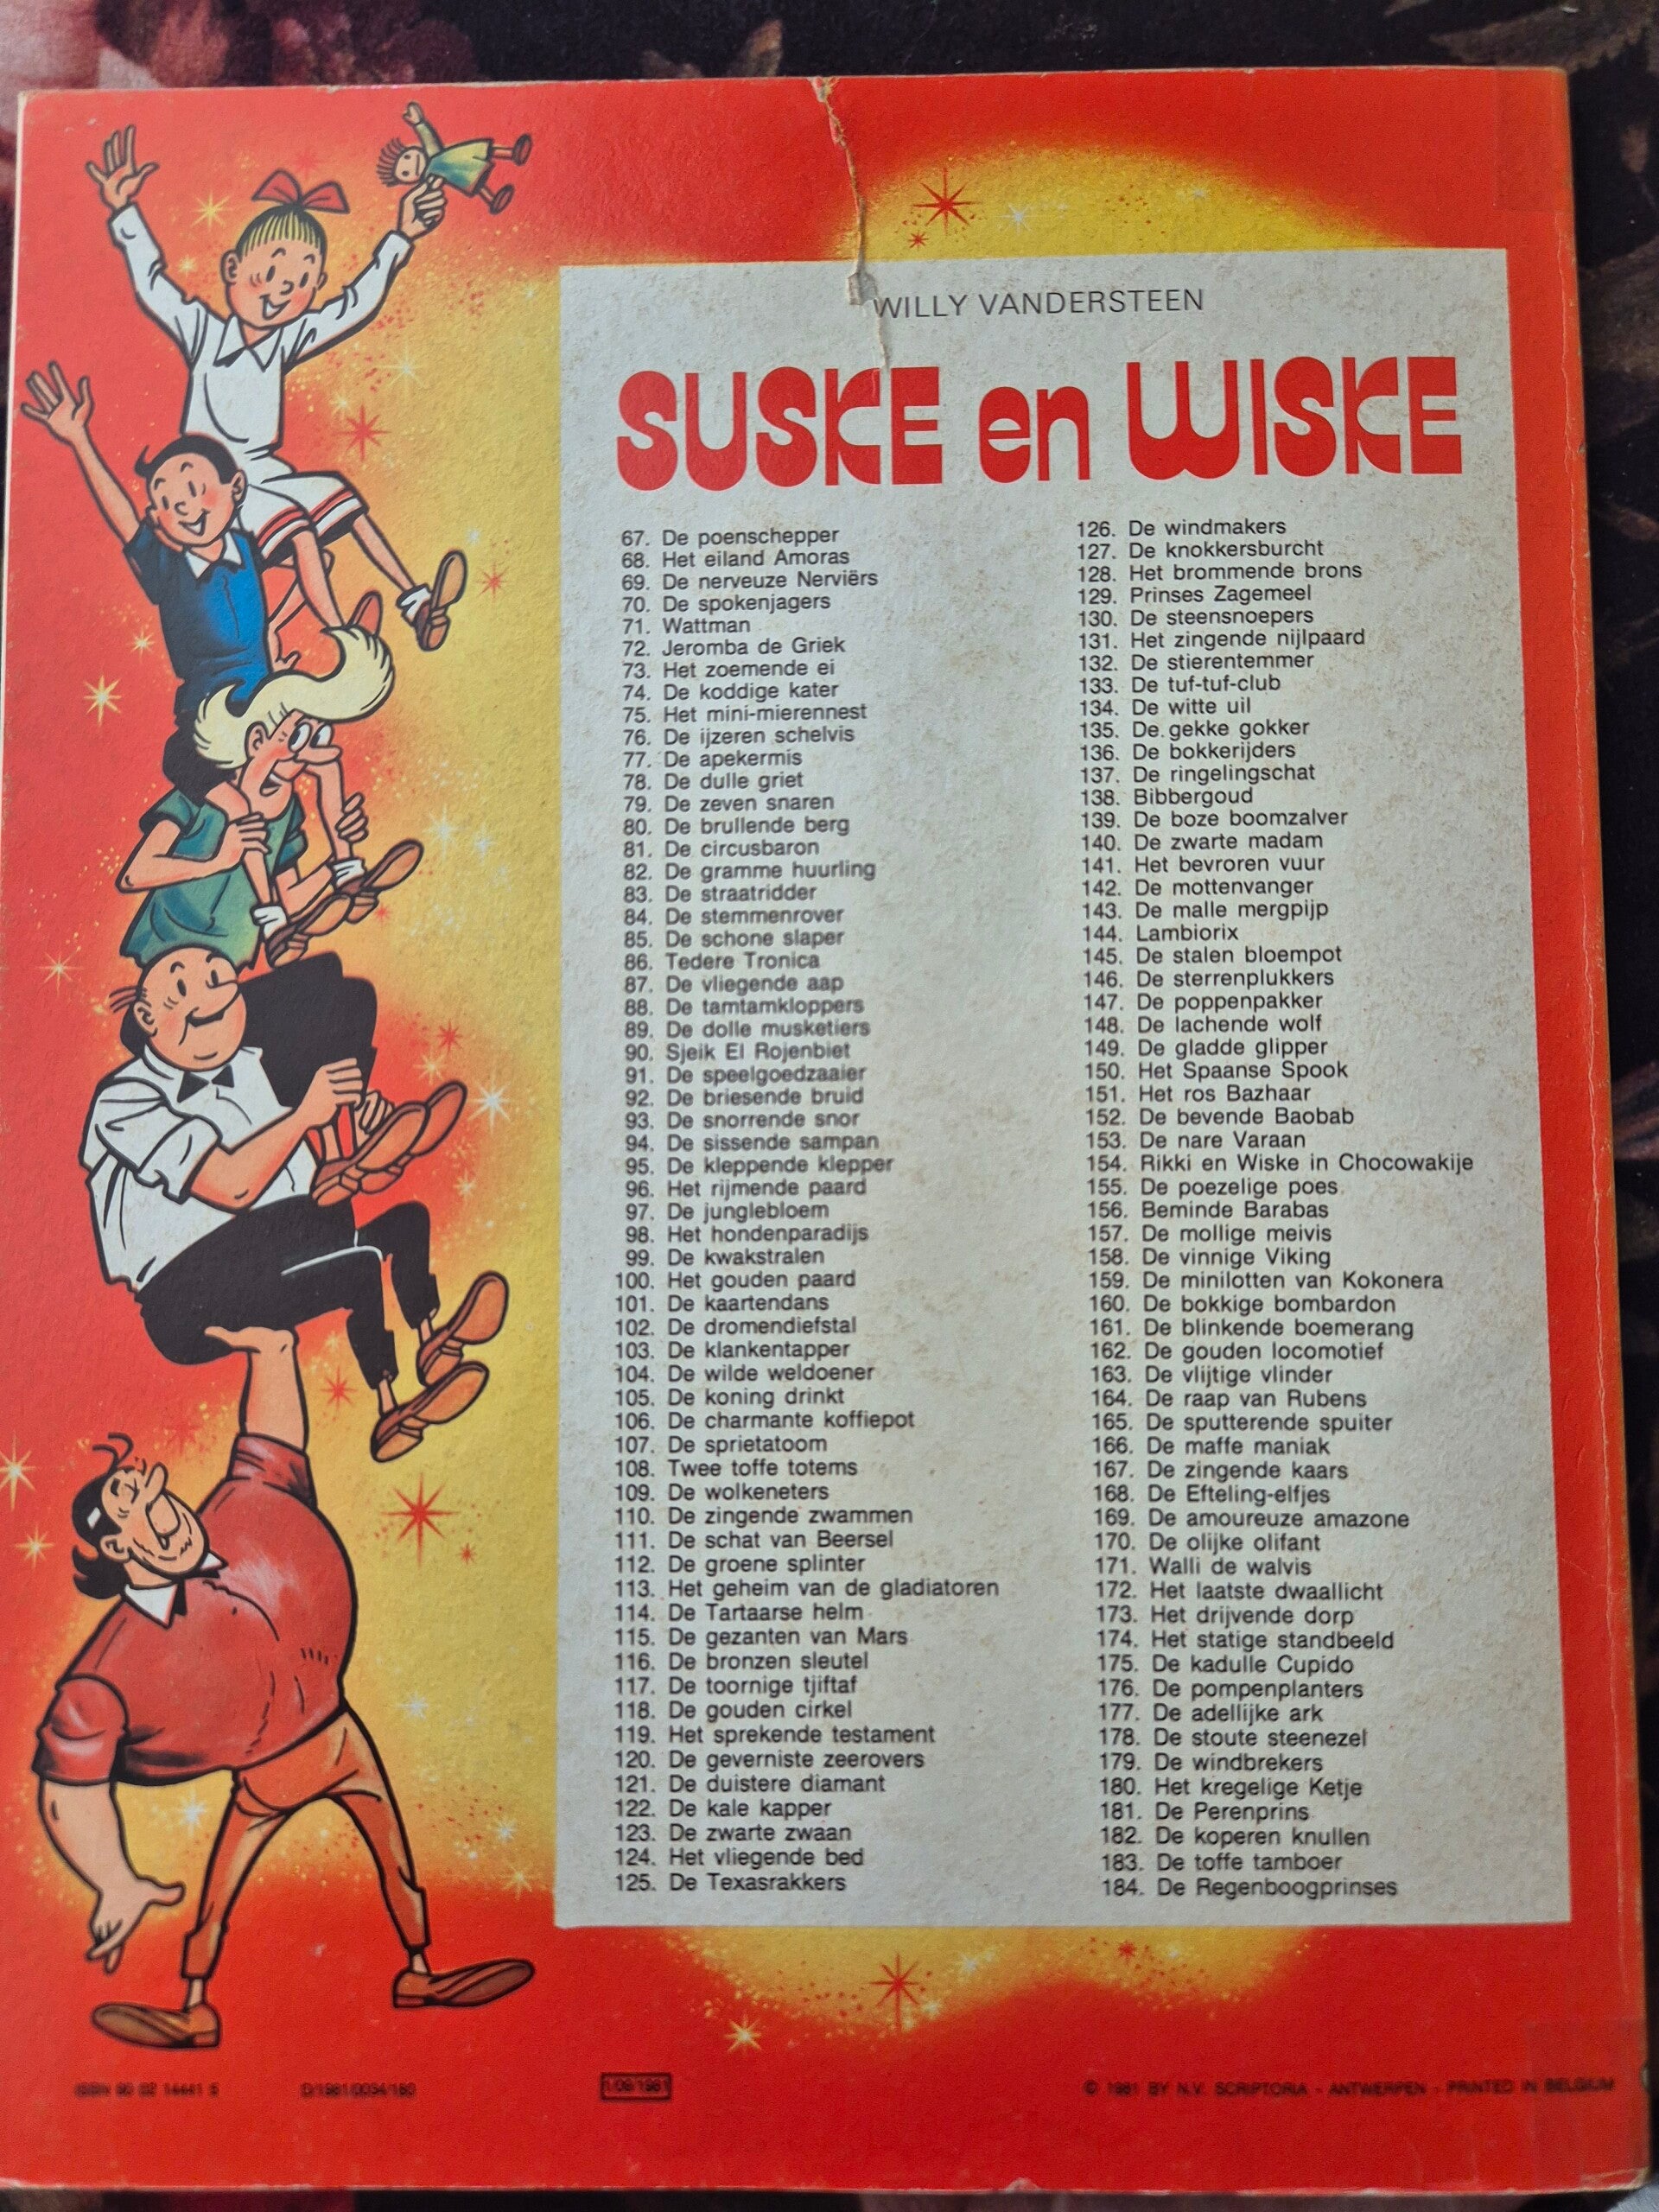 WILLY VANDERSTEEN
SUSKE en WISKE
67. De poenschepper
68. Het eiland Amoras
69. De nerveuze Nerviërs
70. De spokenjagers
71. Wattman
72. Jeromba de Griek
73. Het zoemende ei
74. De koddige kater
75. Het mini-mierennest
76. De ijzeren schelvis
77. De apekermis
78. De dulle griet
79. De zeven snaren
80. De brullende berg
81. De circusbaron
82. De gramme huurling
83. De straatridder
84. De stemmenrover
85. De schone slaper
86. Tedere Tronica
87. De vliegende aap
88. De tamtamkloppers
89. De dolle musketiers
90. Sjeik El Rojenbiet
91. De speelgoedzaaier
92. De briesende bruid
93. De snorrende snor
94. De sissende sampan
95. De kleppende klepper
96. Het rijmende paard
97. De junglebloem
98. Het hondenparadijs
99. De kwakstralen
100. Het gouden paard
101. De kaartendans
102. De dromendiefstal
103. De klankentapper
104. De wilde weldoener
105. De koning drinkt
106. De charmante koffiepot
107. De sprietatoom
108. Twee toffe totems
109. De wolkeneters
110. De zingende zwammen
111. De schat van Beersel
112. De groene splinter
113. Het geheim van de gladiatoren
114. De Tartaarse helm
115. De gezanten van Mars
116. De bronzen sleutel
117. De toornige tjiftaf
118. De gouden cirkel
119. Het sprekende testament
120. De geverniste zeerovers
121. De duistere diamant
122. De kale kapper
123. De zwarte zwaan
124. Het vliegende bed
125. De Texasrakkers
126. De windmakers
127. De knokkersburcht
128. Het brommende brons
129. Prinses Zagemeel
130. De steensnoepers
131. Het zingende nijlpaard
132. De stierentemmer
133. De tuf-tuf-club
134. De witte uil
135. De gekke gokker
136. De bokkerijders
137. De ringelingschat
138. Bibbergoud
139. De boze boomzalver
140. De zwarte madam
141. Het bevroren vuur
142. De mottenvanger
143. De malle mergpijp
144. Lambiorix
145. De stalen bloempot
146. De sterrenplukkers
147. De poppenpakker
148. De lachende wolf
149. De gladde glipper
150. Het Spaanse Spook
151. Het ros Bazhaar
152. De bevende Baobab
153. De nare Varaan
154. Rikki en Wiske in Chocowakije
155. De poezelige poes
156. Beminde Barabas
157. De mollige meivis
158. De vinnige Viking
159. De minilotten van Kokonera
160. De bokkige bombardon
161. De blinkende boemerang
162. De gouden locomotief
163. De vlijtige vlinder
164. De raap van Rubens
165. De sputterende spuiter
166. De maffe maniak
167. De zingende kaars
168. De Efteling-elfjes
169. De amoureuze amazone
170. De olijke olifant
171. Walli de walvis
172. Het laatste dwaallicht
173. Het drijvende dorp
174. Het statige standbeeld
175. De kadulle Cupido
176. De pompenplanters
177. De adellijke ark
178. De stoute steenezel
179. De windbrekers
180. Het kregelige Ketje
181. De Perenprins
182. De koperen knullen
183. De toffe tamboer
184. De Regenboogprinses
ISBN 90 02 14441 5 D/1981/0034/180 1/09/1981 © 1981 BY N.V. SCRIPTORIA - ANTWERPEN - PRINTED IN BELGIUM